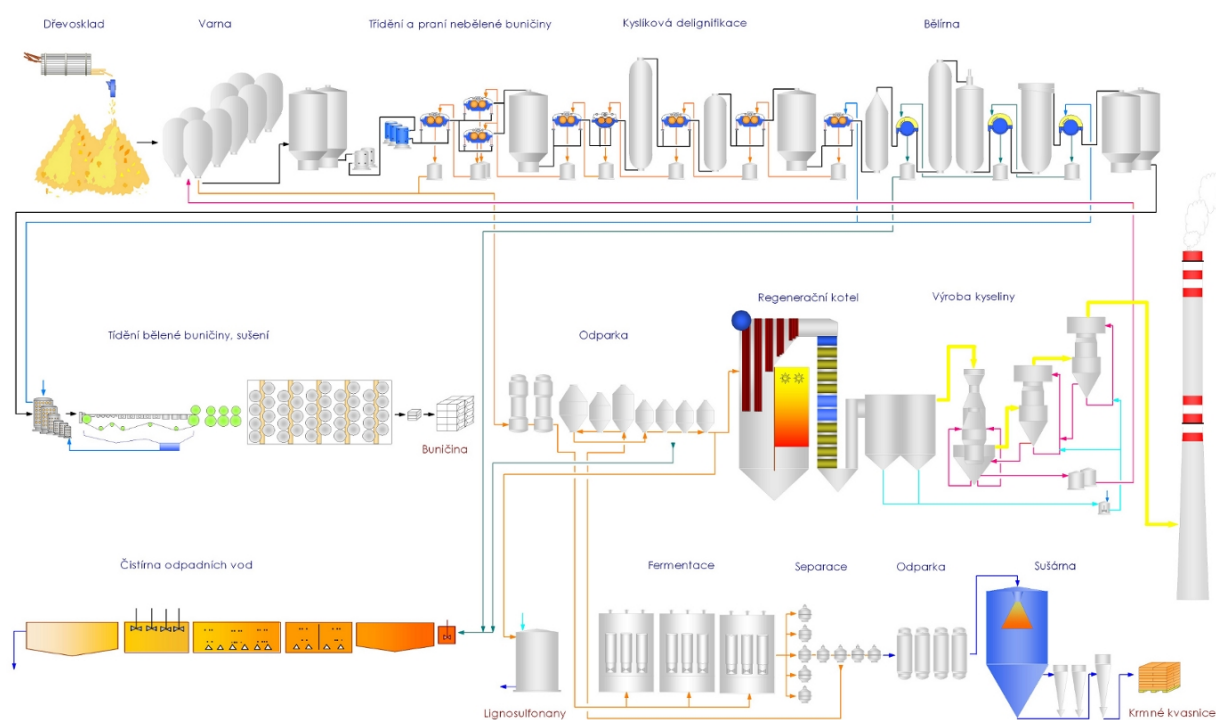 Dřevosklad
Varna
Třídění a praní nebělené buničiny
Kyslíková delignifikace
Bělírna
Tídění bělené buničiny, sušení
Odparka
Regenerační kotel
Výroba kyseliny
Buničina
Čistírna odpadních vod
Fermentace
Separace
Odparka
Sušárna
Lignosulfonany
Krmné kvasnice